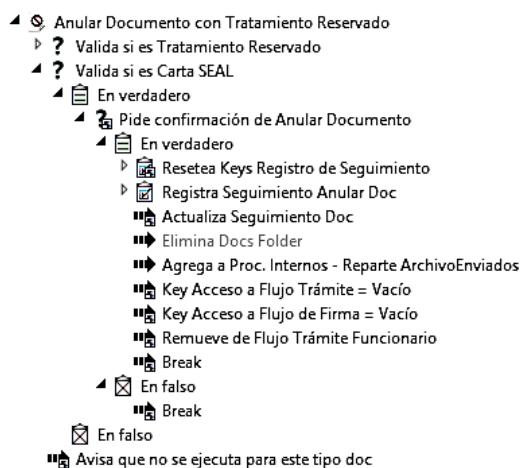 Anular Documento con Tratamiento Reservado
Valida si es Tratamiento Reservado
Valida si es Carta SEAL
En verdadero
Pide confirmación de Anular Documento
En verdadero
Resetea Keys Registro de Seguimiento
Registra Seguimiento Anular Doc
Actualiza Seguimiento Doc
Elimina Docs Folder
Agrega a Proc. Internos - Reparte ArchivoEnviados
Key Acceso a Flujo Trámite = Vacío
Key Acceso a Flujo de Firma = Vacío
Remueve de Flujo Trámite Funcionario
Break
En falso
Break
En falso
Avisa que no se ejecuta para este tipo doc